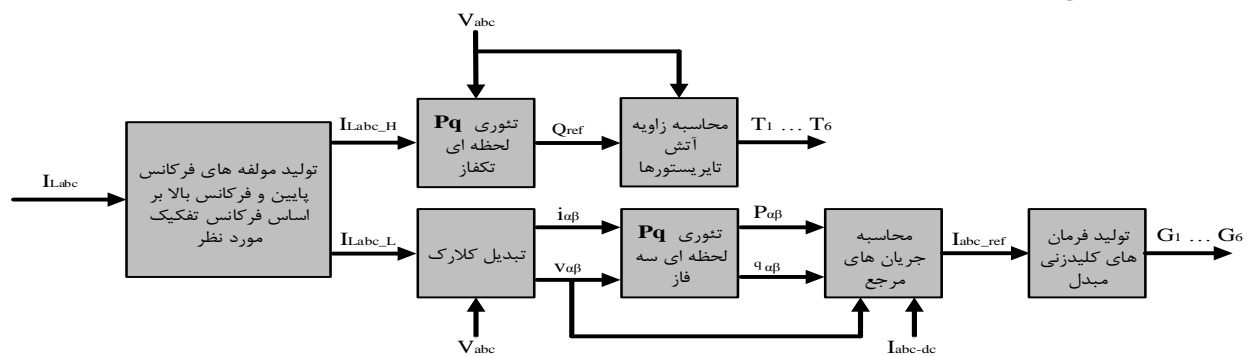 Vabc
ILabc
تولید مولفه های فرکانس
پایین و فرکانس بالا بر
اساس فرکانس تفکیک
مورد نظر
ILabc_H
تئوری Pq
لحظه ای
تکفاز
Qref
محاسبه زاویه
آتش
تایریستورها
T1 ... T6
ILabc_L
تبدیل کلارک
Vabc
iαβ
vαβ
تئوری Pq
لحظه ای سه
فاز
Pαβ
qαβ
محاسبه
جریان های
مرجع
Iabc-dc
Iabc_ref
تولید فرمان
های کلیدزنی
مبدل
G1 ... G6